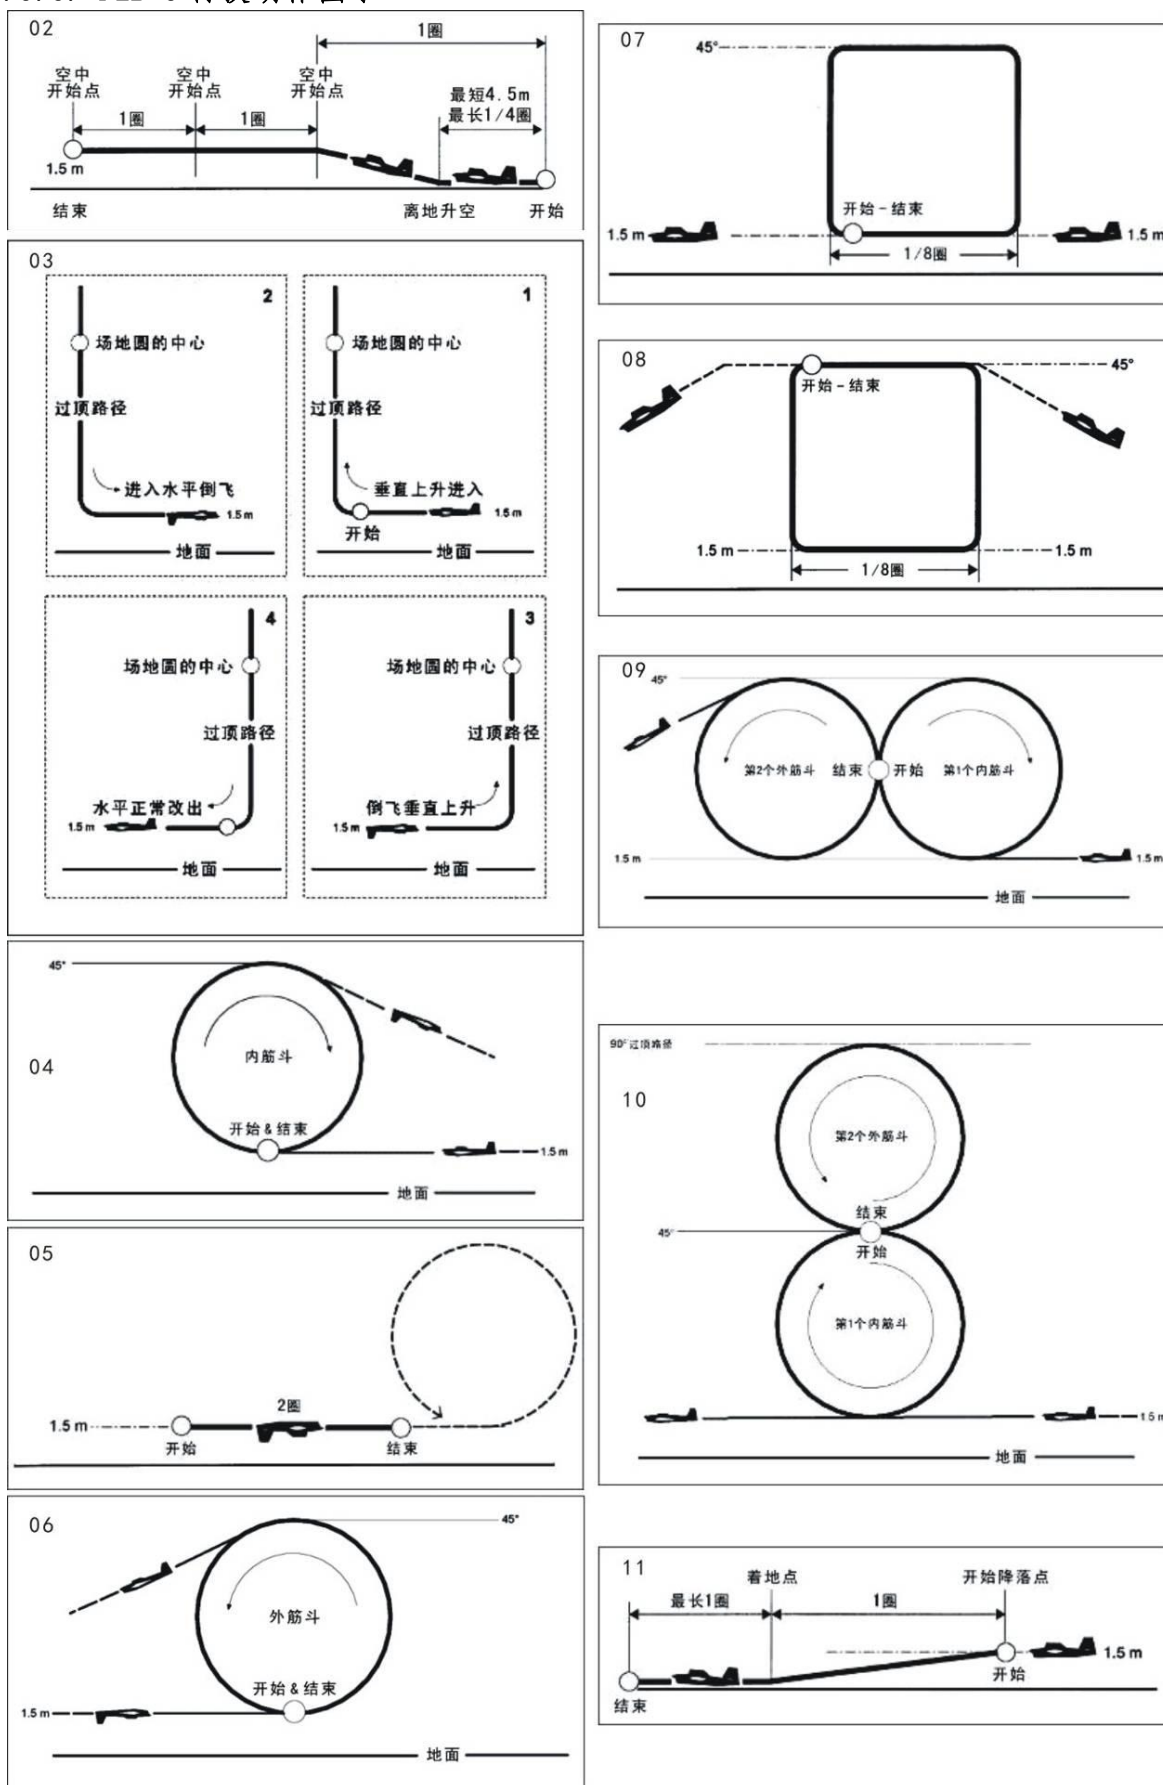 02
1圈
空中
开始点
空中
开始点
空中
开始点
最短4.5m
最长1/4圈
1圈
1圈
1.5 m
结束
离地升空
开始
03
2
场地圆的中心
过顶路径
进入水平倒飞
1.5 m
地面
1
场地圆的中心
过顶路径
垂直上升进入
1.5 m
开始
地面
4
场地圆的中心
过顶路径
水平正常改出
1.5 m
地面
3
场地圆的中心
过顶路径
倒飞垂直上升
1.5 m
地面
04
45°
内筋斗
开始&结束
1.5 m
地面
05
2圈
1.5 m
开始
结束
06
45°
外筋斗
开始&结束
1.5 m
地面
07
45°
开始-结束
1.5 m
1.5 m
1/8圈
08
45°
开始-结束
1.5 m
1.5 m
1/8圈
09
45°
第2个外筋斗
结束
开始
第1个内筋斗
1.5 m
1.5 m
地面
10
90°过顶路径
第2个外筋斗
结束
45°
开始
第1个内筋斗
1.5 m
地面
11
着地点
开始降落点
最长1圈
1圈
1.5 m
开始
结束